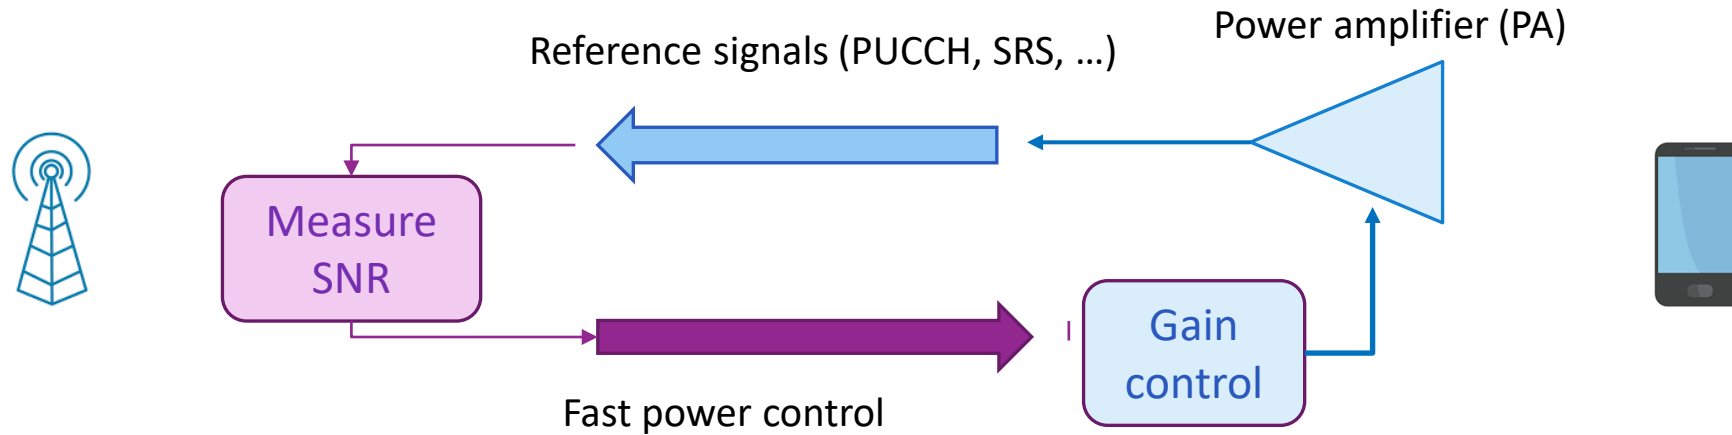 Power amplifier (PA)
Reference signals (PUCCH, SRS, …)
Measure
SNR
Gain
control
Fast power control